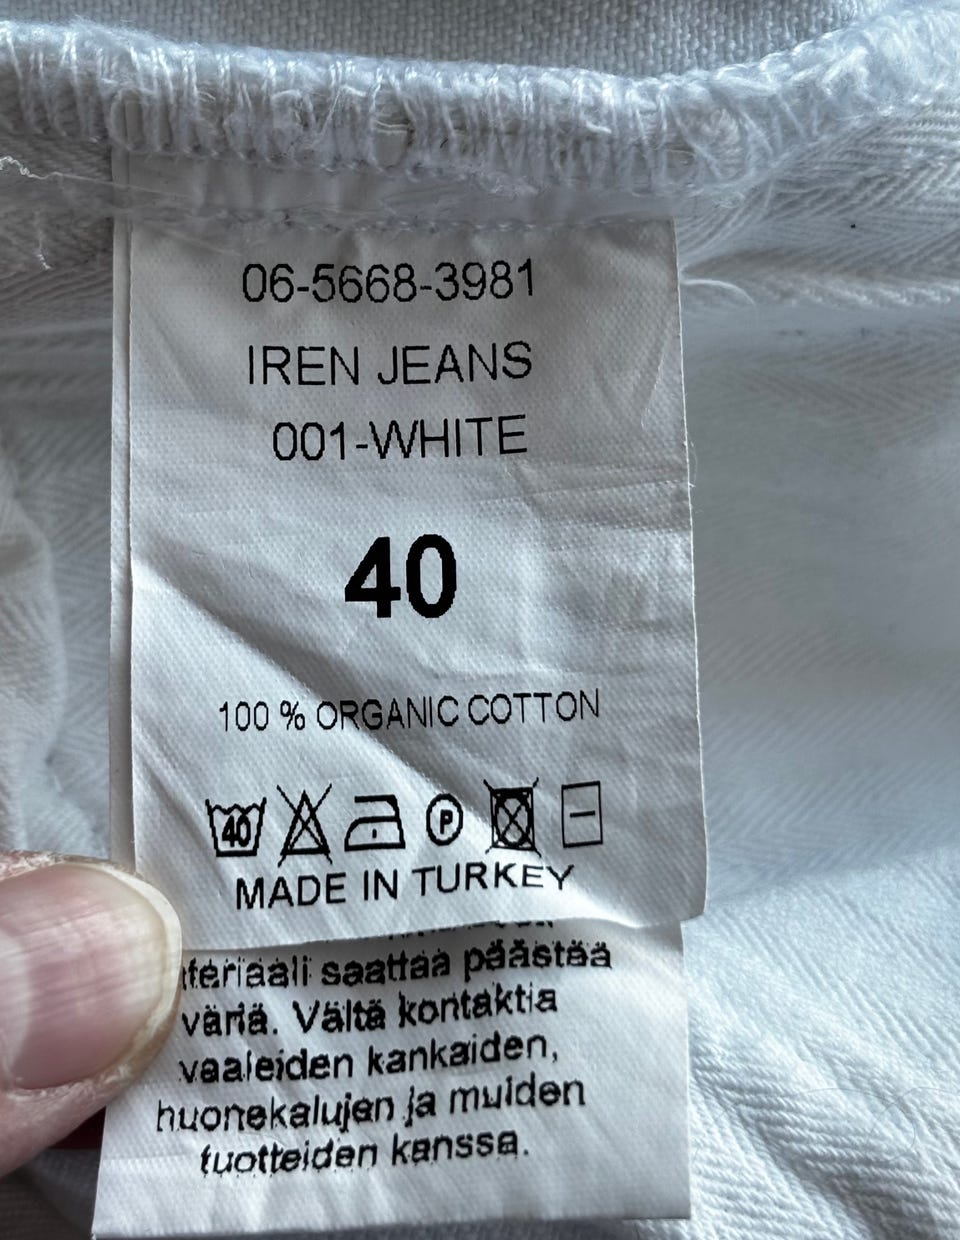 06-5668-3981
IREN JEANS
001-WHITE
40
100 % ORGANIC COTTON
40 P
MADE IN TURKEY
saattaa päästää
väriä. Vältä kontaktia
vaaleiden kankaiden,
huonekalujen ja muiden
tuotteiden kanssa.